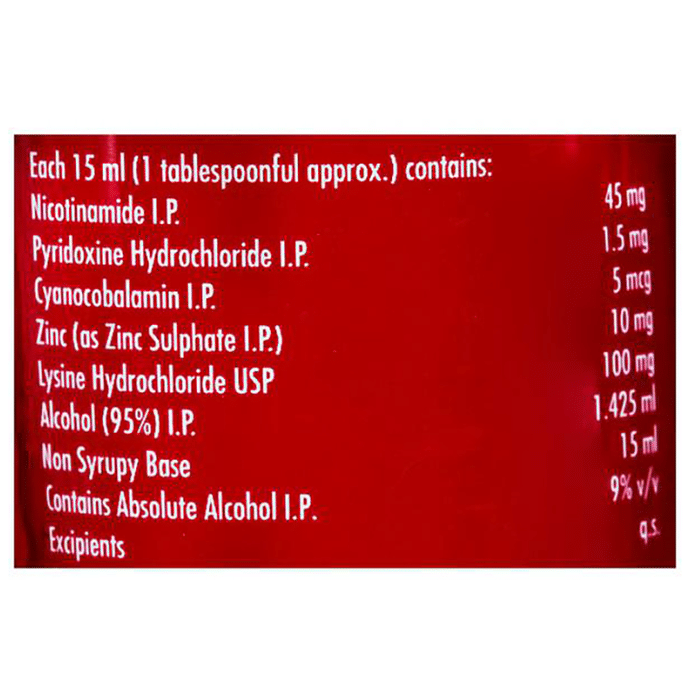 Each 15 ml (1 tablespoonful approx.) contains:
Nicotinamide I.P. 45 mg
Pyridoxine Hydrochloride I.P. 1.5 mg
Cyanocobalamin I.P. 5 mcg
Zinc (as Zinc Sulphate I.P.) 10 mg
Lysine Hydrochloride USP 100 mg
Alcohol (95%) I.P. 1.425 ml
Non Syrupy Base 15 ml
Contains Absolute Alcohol I.P. 9% v/v
Excipients q.s.